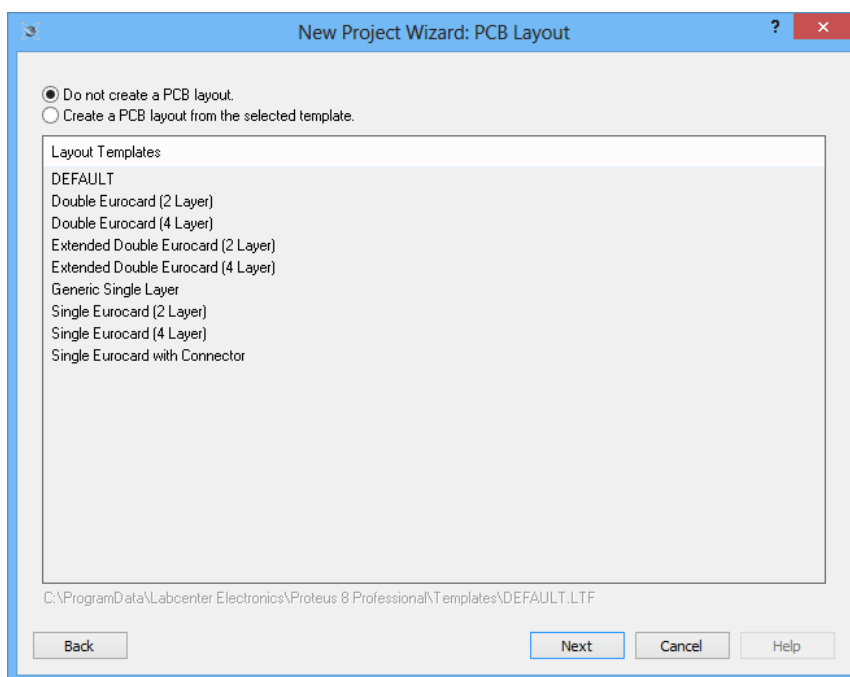 New Project Wizard: PCB Layout
?
Do not create a PCB layout.
Create a PCB layout from the selected template.
Layout Templates
DEFAULT
Double Eurocard (2 Layer)
Double Eurocard (4 Layer)
Extended Double Eurocard (2 Layer)
Extended Double Eurocard (4 Layer)
Generic Single Layer
Single Eurocard (2 Layer)
Single Eurocard (4 Layer)
Single Eurocard with Connector
C:\ProgramData\Labcenter Electronics\Proteus 8 Professional\Templates\DEFAULT.LTF
Back Next Cancel Help